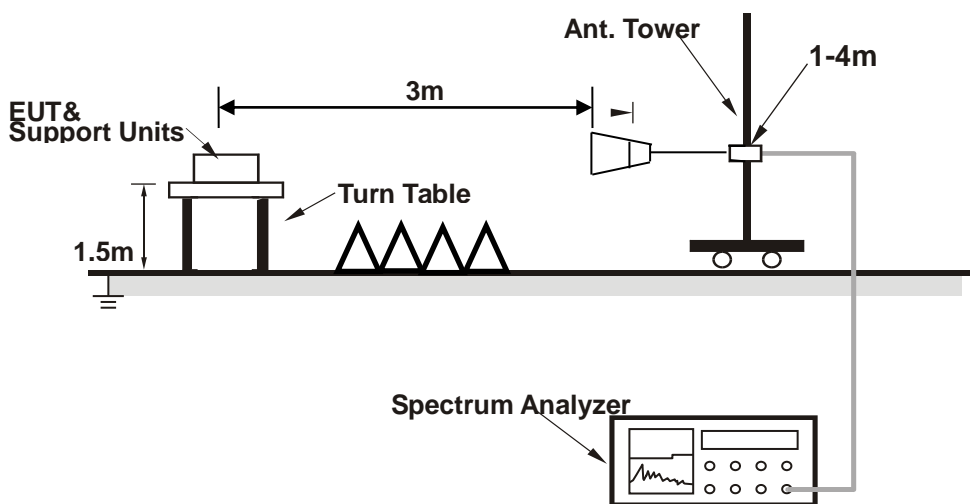 Ant. Tower
1-4m
3m
EUT&
Support Units
Turn Table
1.5m
Spectrum Analyzer